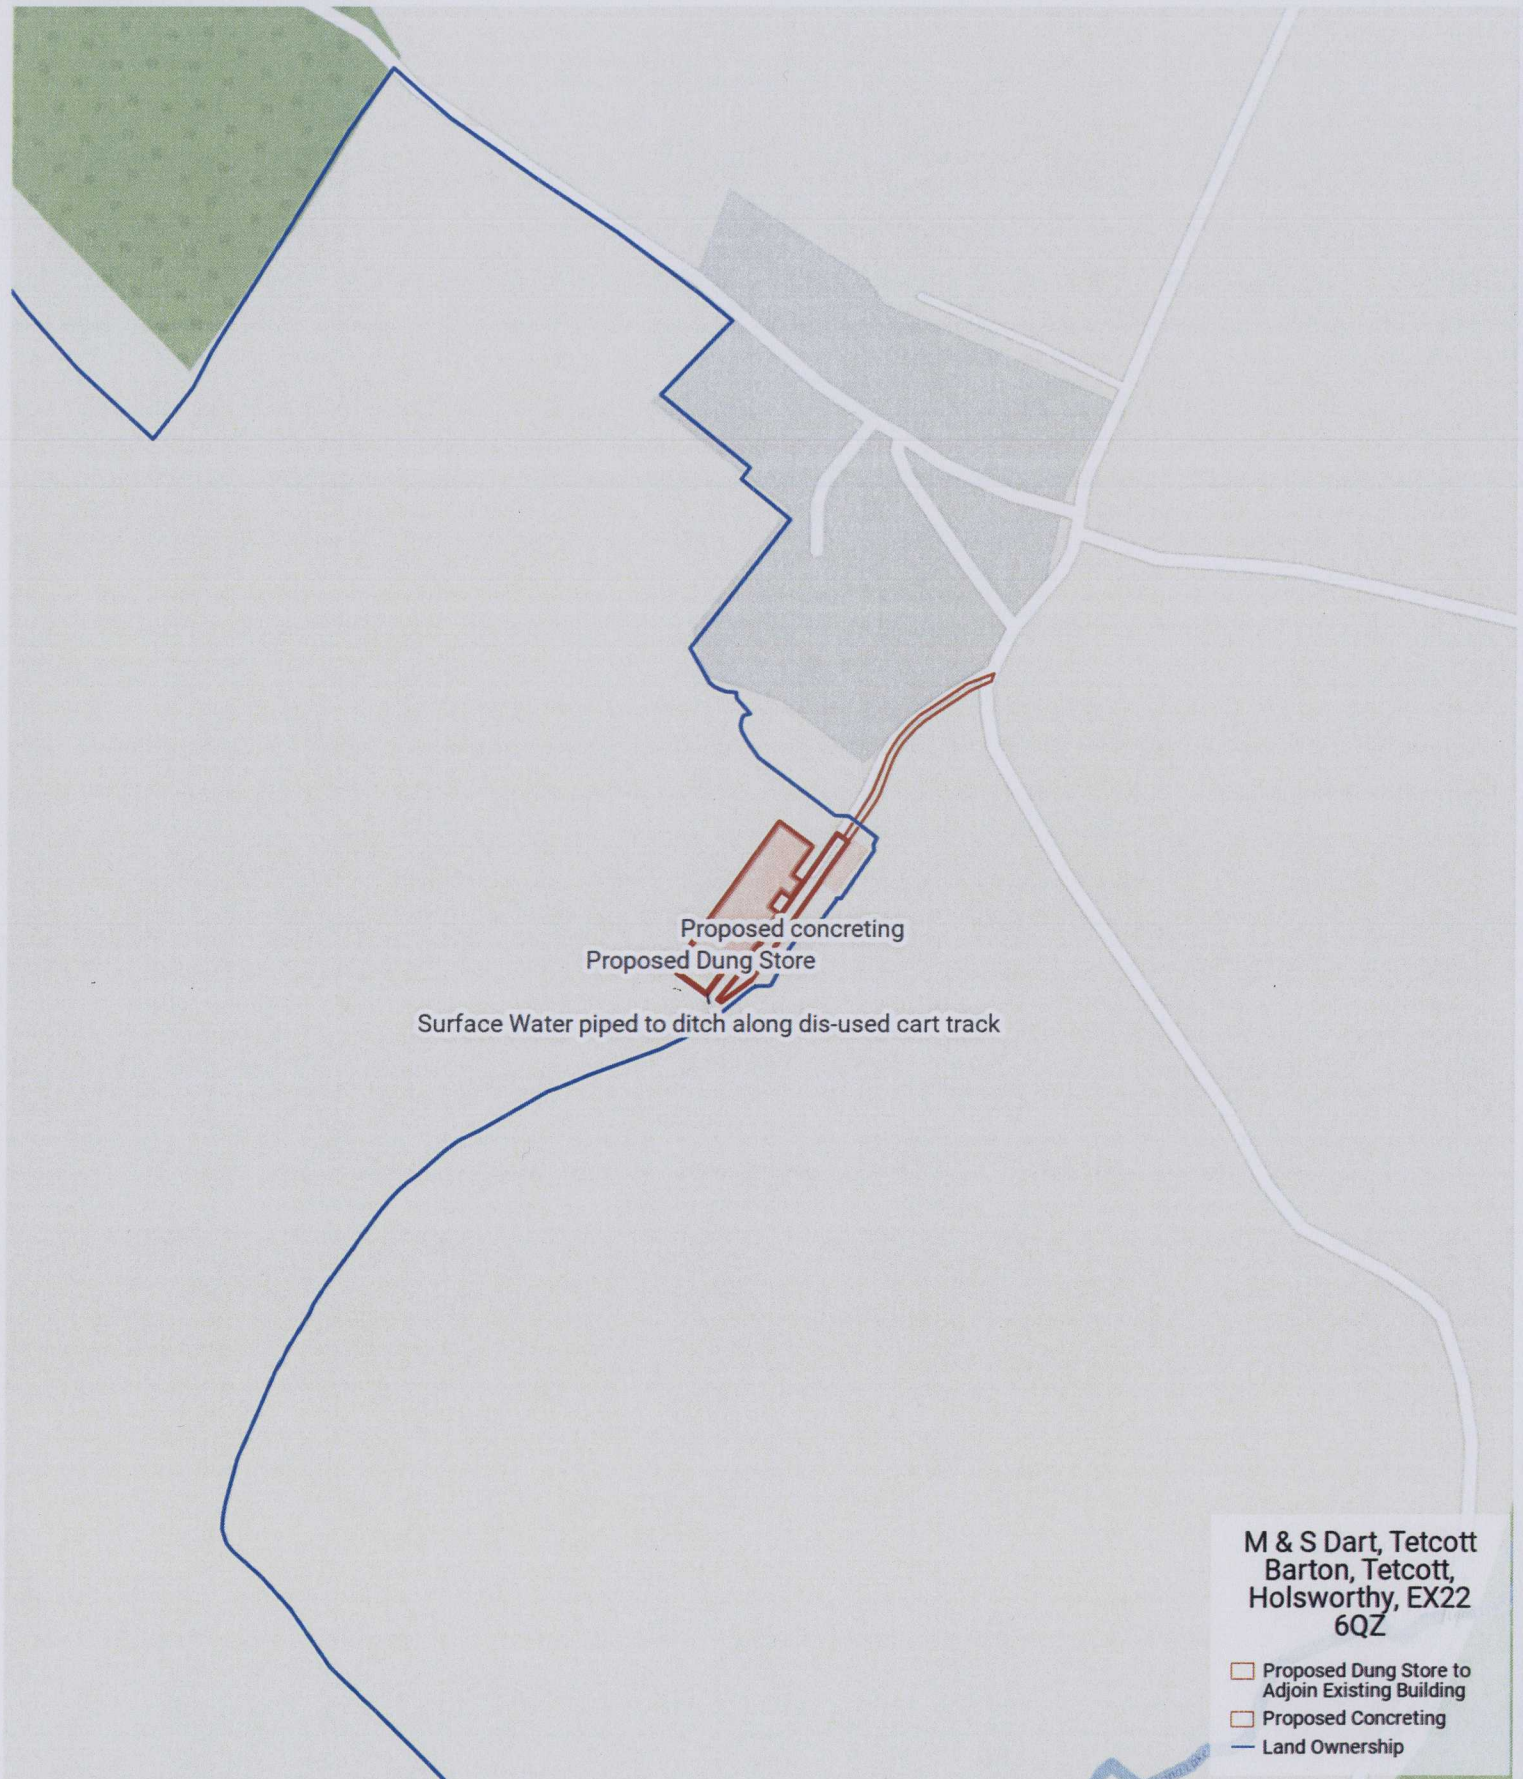 Proposed concreting
Proposed Dung Store
Surface Water piped to ditch along dis-used cart track
M & S Dart, Tetcott
Barton, Tetcott,
Holsworthy, EX22
6QZ
Proposed Dung Store to
Adjoin Existing Building
Proposed Concreting
Land Ownership